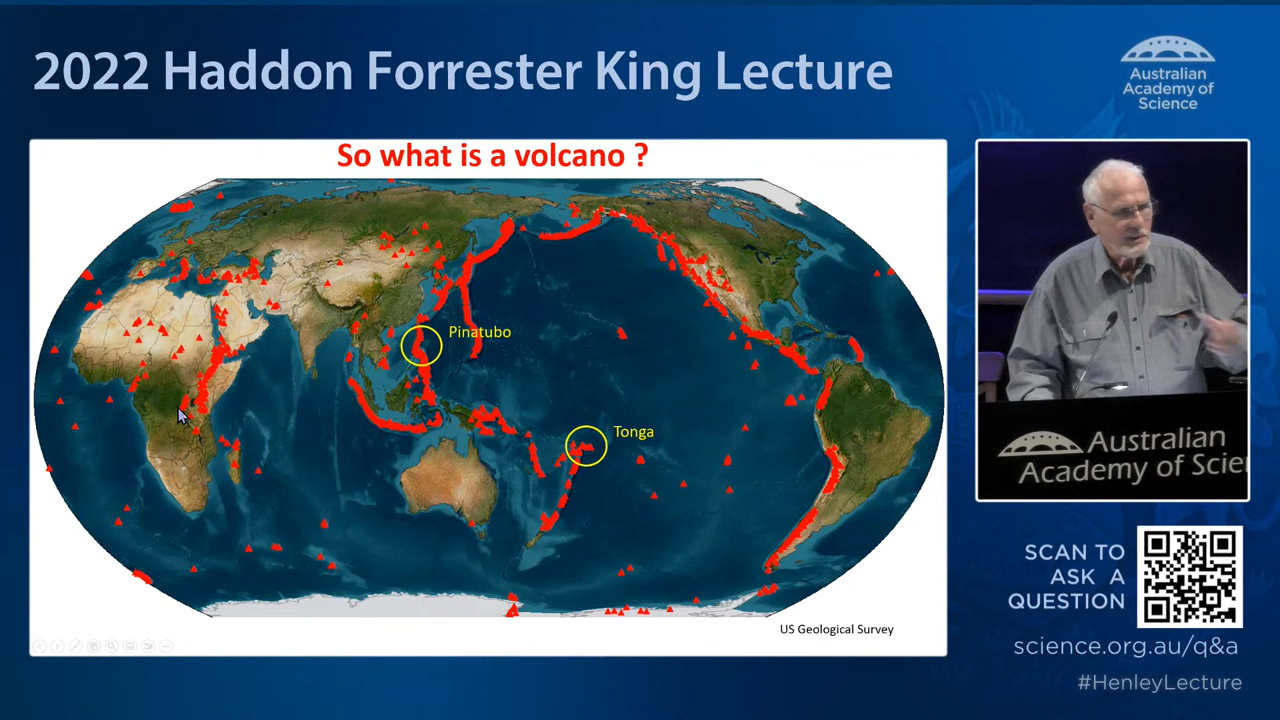 2022 Haddon Forrester King Lecture
Australian
Academy of
Science
So what is a volcano ?
Pinatubo
Tonga
US Geological Survey
Australian
Academy of Scie
SCAN TO
ASK A
QUESTION
science.org.au/q&a
#HenleyLecture